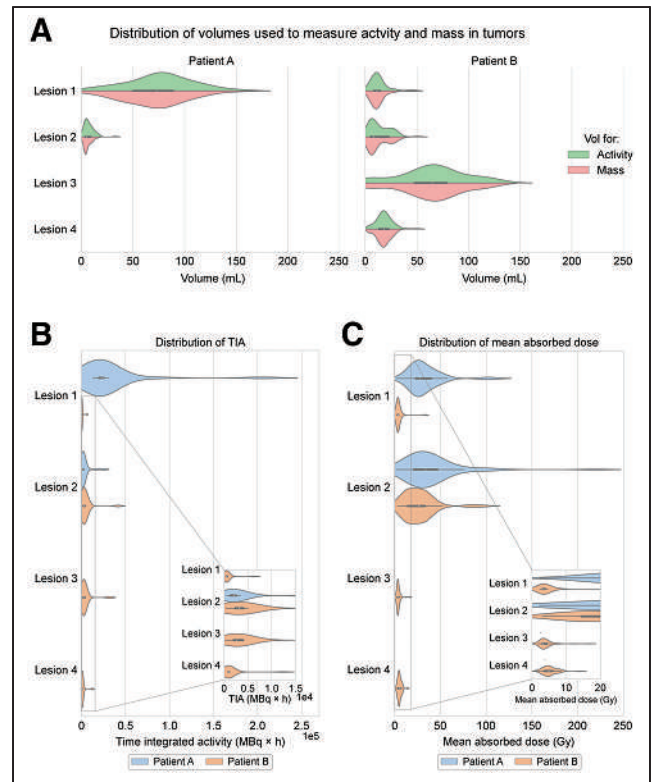 A
Distribution of volumes used to measure actvity and mass in tumors
Patient A
Patient B
Lesion 1
Lesion 2
Lesion 3
Lesion 4
Vol for:
Activity
Mass
0 50 100 150 200 250
Volume (mL)
0 50 100 150 200 250
Volume (mL)
B
Distribution of TIA
Lesion 1
Lesion 2
Lesion 3
Lesion 4
Lesion 1
Lesion 2
Lesion 3
Lesion 4
0 0.5 1.0 1.5
TIA (MBq × h) 1e4
0 0.5 1.0 1.5 2.0 2.5
1e5
Time integrated activity (MBq × h)
Patient A Patient B
C
Distribution of mean absorbed dose
Lesion 1
Lesion 2
Lesion 3
Lesion 4
Lesion 1
Lesion 2
Lesion 3
Lesion 4
0 10 20
Mean absorbed dose (Gy)
0 50 100 150 200 250
Mean absorbed dose (Gy)
Patient A Patient B